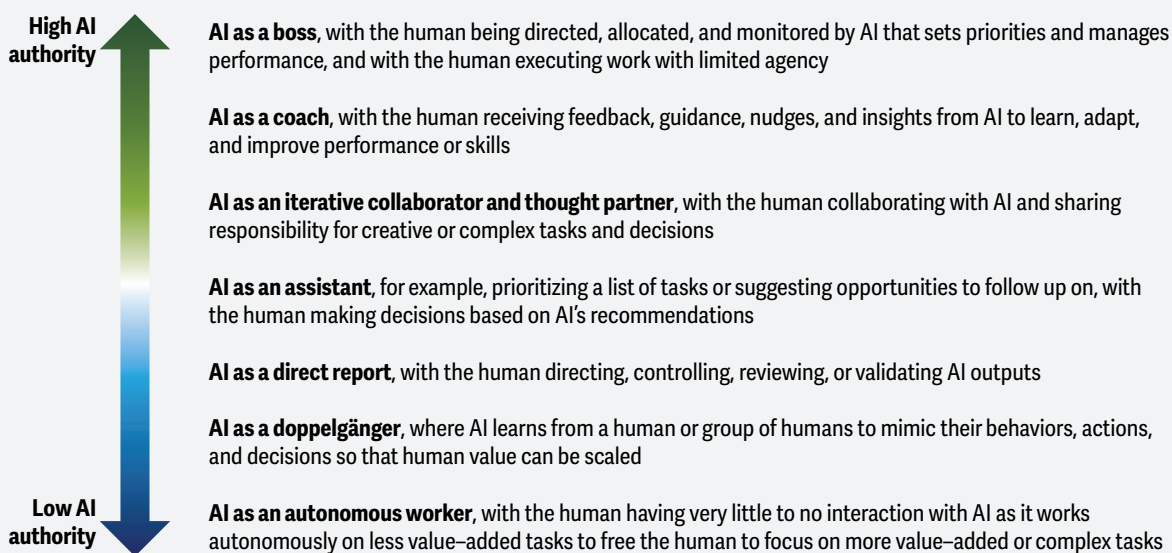 High AI
authority
AI as a boss, with the human being directed, allocated, and monitored by AI that sets priorities and manages
performance, and with the human executing work with limited agency
AI as a coach, with the human receiving feedback, guidance, nudges, and insights from AI to learn, adapt,
and improve performance or skills
AI as an iterative collaborator and thought partner, with the human collaborating with AI and sharing
responsibility for creative or complex tasks and decisions
AI as an assistant, for example, prioritizing a list of tasks or suggesting opportunities to follow up on, with
the human making decisions based on AI’s recommendations
AI as a direct report, with the human directing, controlling, reviewing, or validating AI outputs
AI as a doppelgänger, where AI learns from a human or group of humans to mimic their behaviors, actions,
and decisions so that human value can be scaled
Low AI
authority
AI as an autonomous worker, with the human having very little to no interaction with AI as it works
autonomously on less value–added tasks to free the human to focus on more value–added or complex tasks